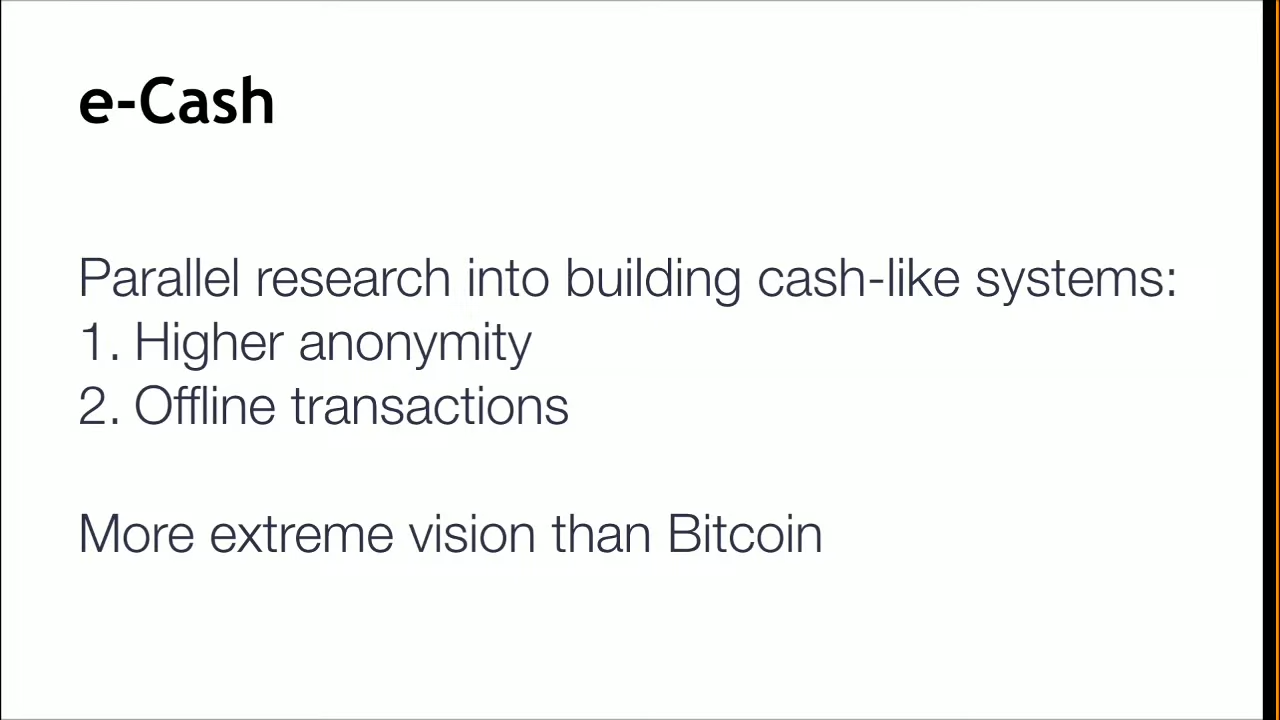 e-Cash
Parallel research into building cash-like systems:
1. Higher anonymity
2. Offline transactions
More extreme vision than Bitcoin